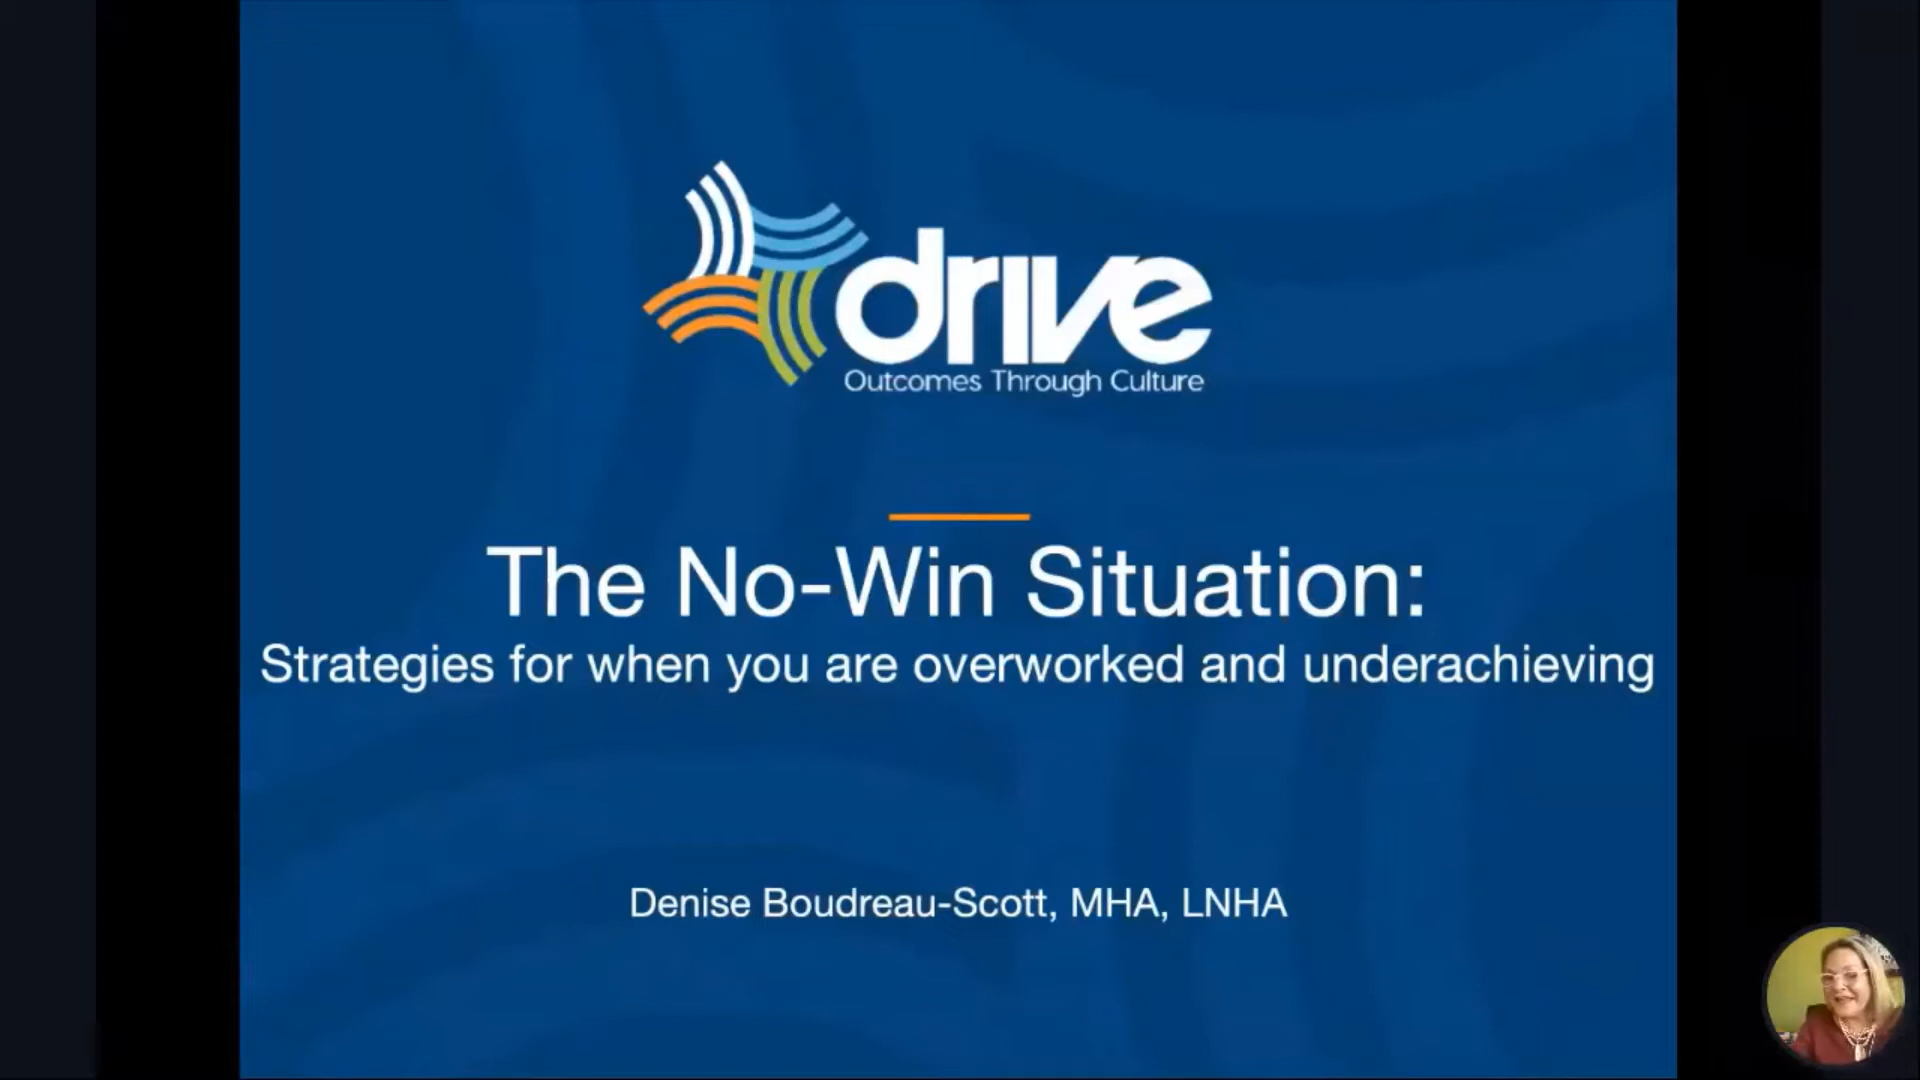 drive
Outcomes Through Culture
The No-Win Situation:
Strategies for when you are overworked and underachieving
Denise Boudreau-Scott, MHA, LNHA